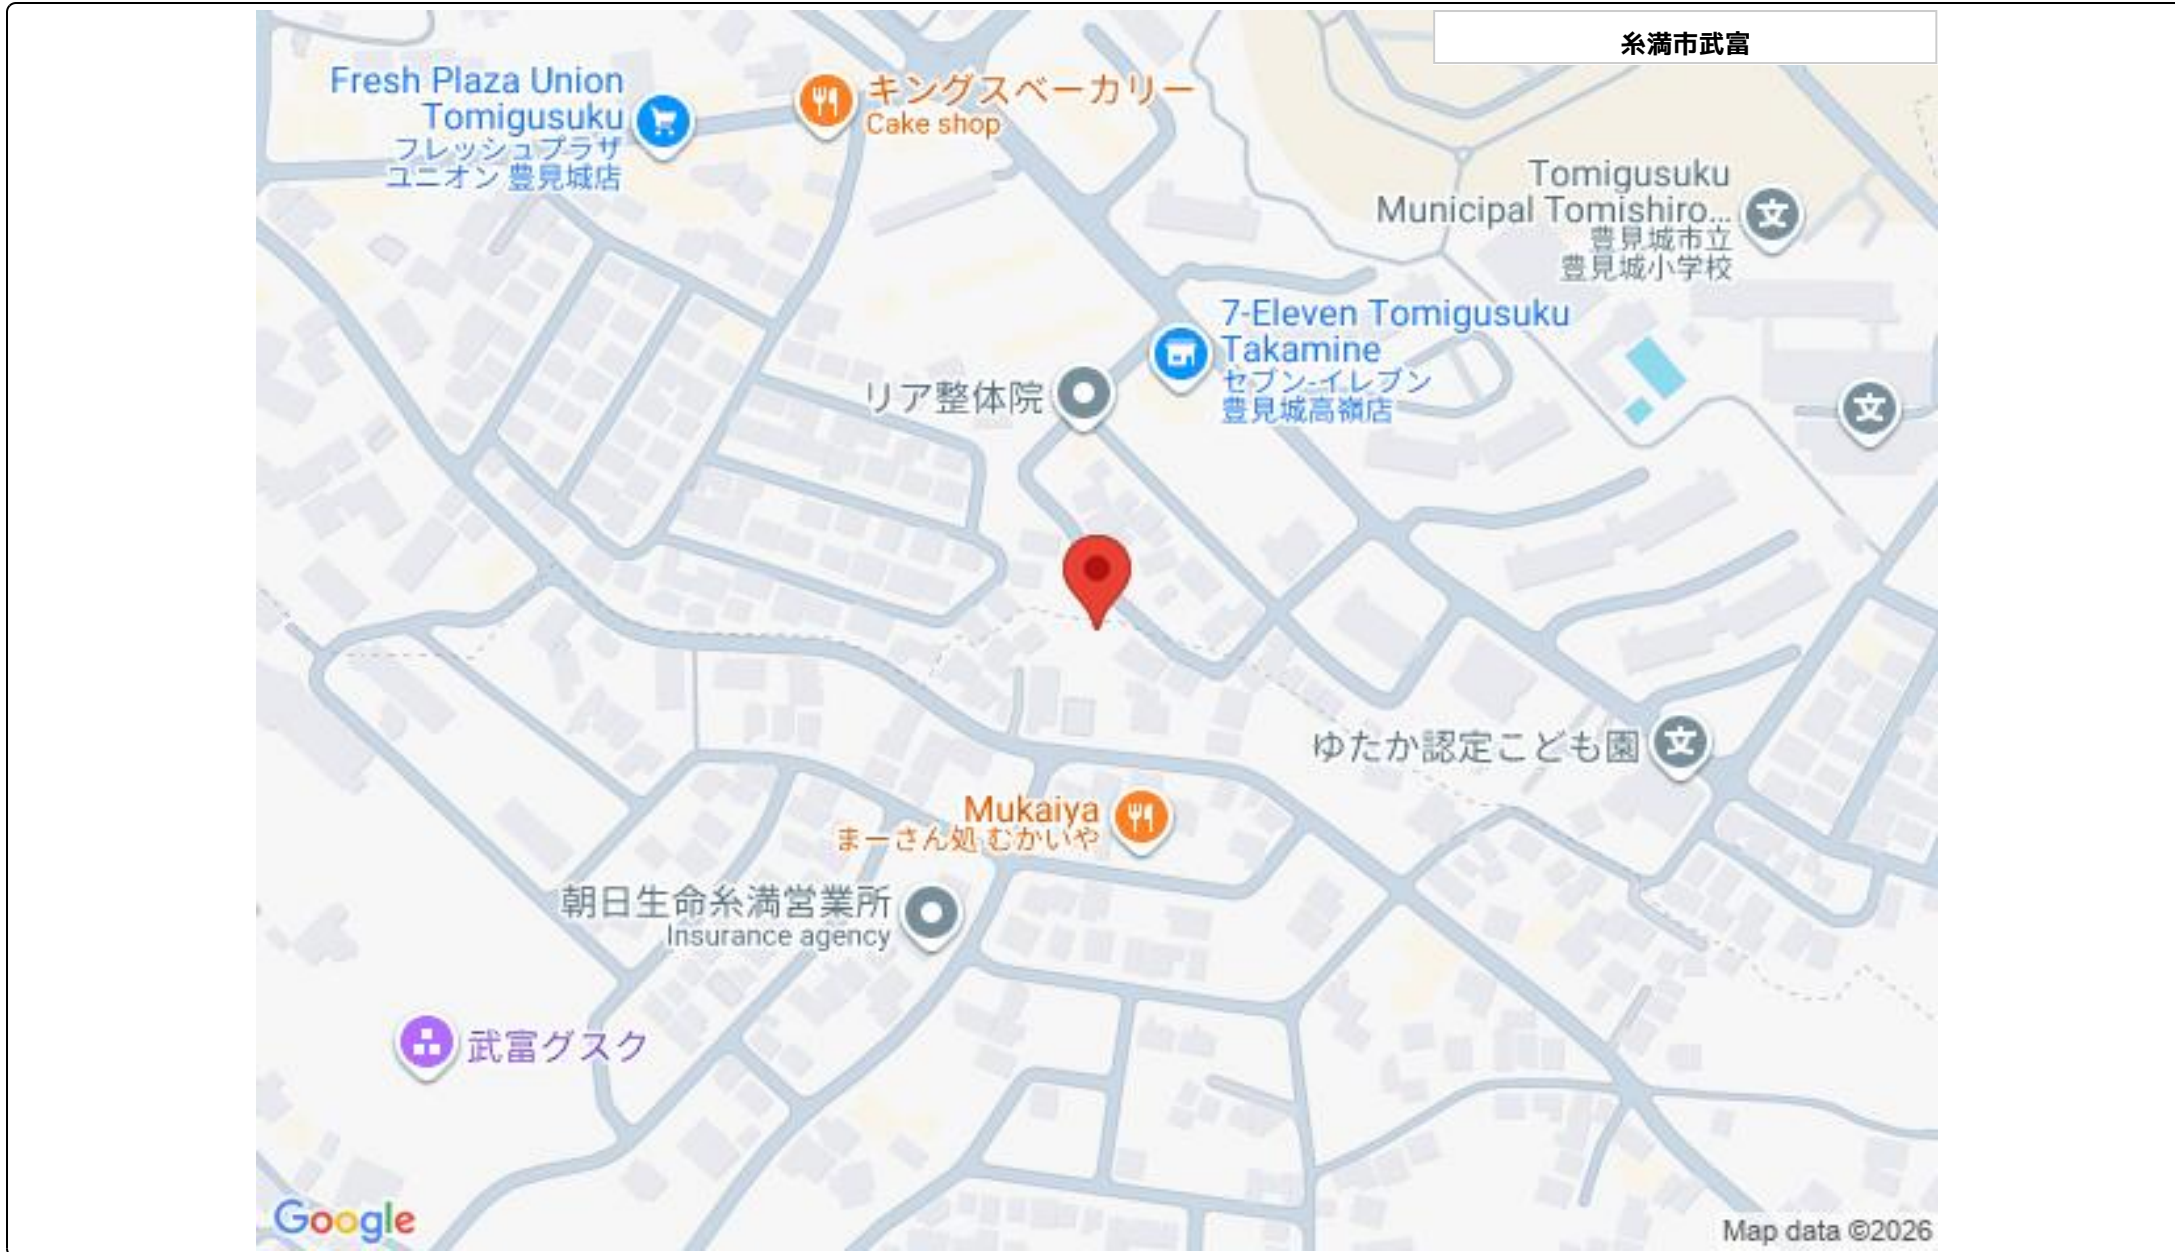 糸満市武富
Fresh Plaza Union
Tomigusuku
フレッシュプラザ
ユニオン 豊見城店
キングスベーカリー
Cake shop
Tomigusuku
Municipal Tomishiro...
豊見城市立
豊見城小学校
7-Eleven Tomigusuku
Takamine
セブン-イレブン
豊見城高嶺店
リア整体院
文
文
ゆたか認定こども園
文
Mukaiya
まーさん処 むかいや
朝日生命糸満営業所
Insurance agency
武富グスク
Google
Map data ©2026